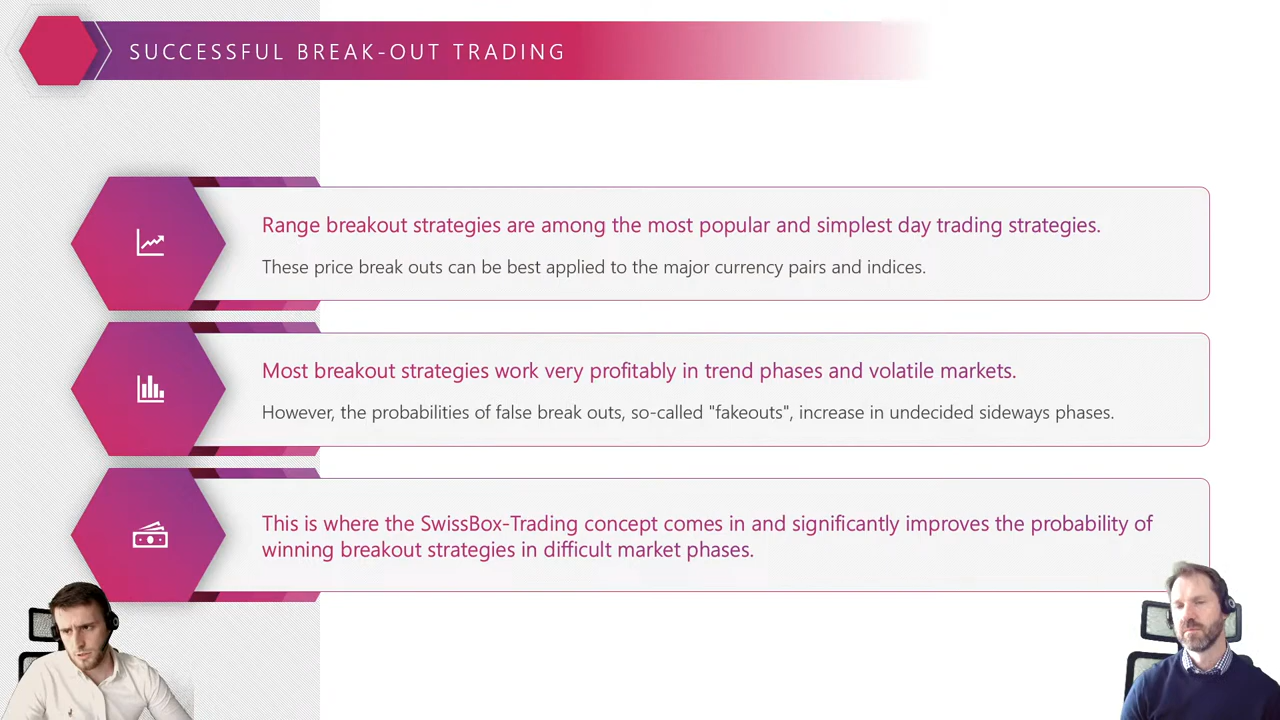 SUCCESSFUL BREAK-OUT TRADING
Range breakout strategies are among the most popular and simplest day trading strategies.
These price break outs can be best applied to the major currency pairs and indices.
Most breakout strategies work very profitably in trend phases and volatile markets.
However, the probabilities of false break outs, so-called "fakeouts", increase in undecided sideways phases.
This is where the SwissBox-Trading concept comes in and significantly improves the probability of
winning breakout strategies in difficult market phases.